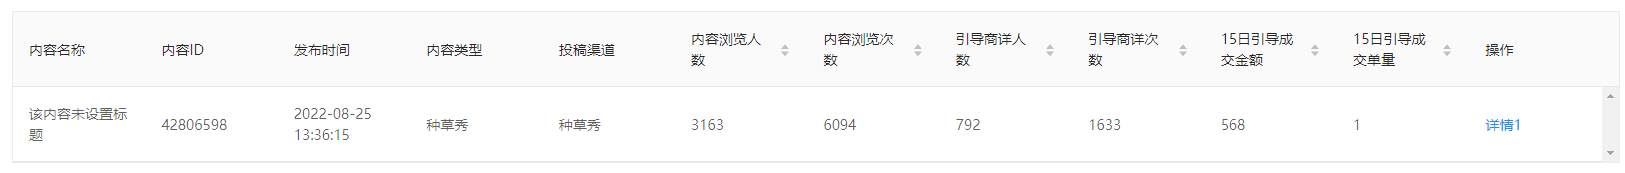 内容名称
内容ID
发布时间
内容类型
投稿渠道
内容浏览人
数
内容浏览次
数
引导商详人
数
引导商详次
数
15日引导成
交金额
15日引导成
交单量
操作
该内容未设置标
题
42806598
2022-08-25
13:36:15
种草秀
种草秀
3163
6094
792
1633
568
1
详情1